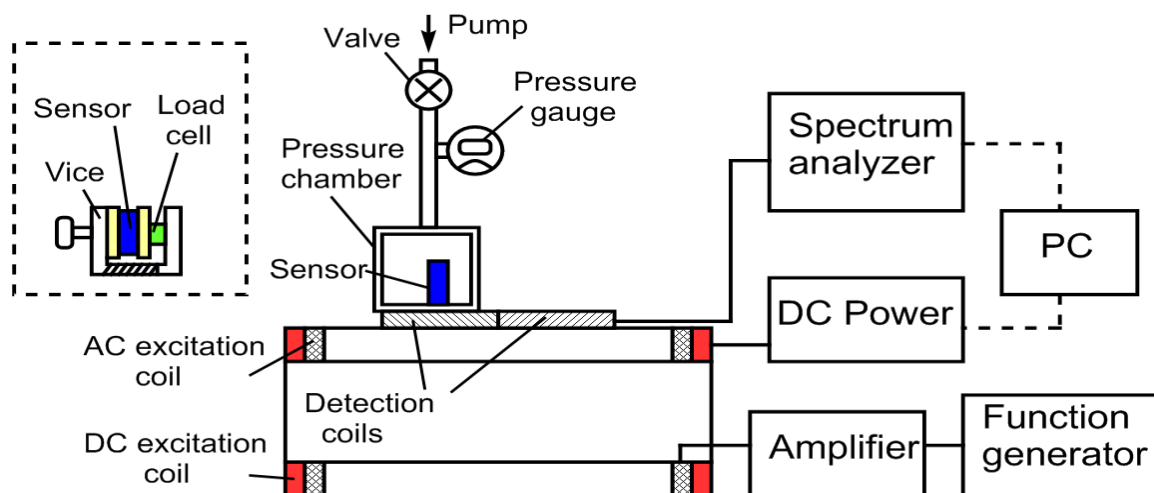 Pump
Valve
Pressure
gauge
Sensor
Load
cell
Vice
Pressure
chamber
Sensor
Spectrum
analyzer
PC
DC Power
AC excitation
coil
Detection
coils
DC excitation
coil
Amplifier
Function
generator